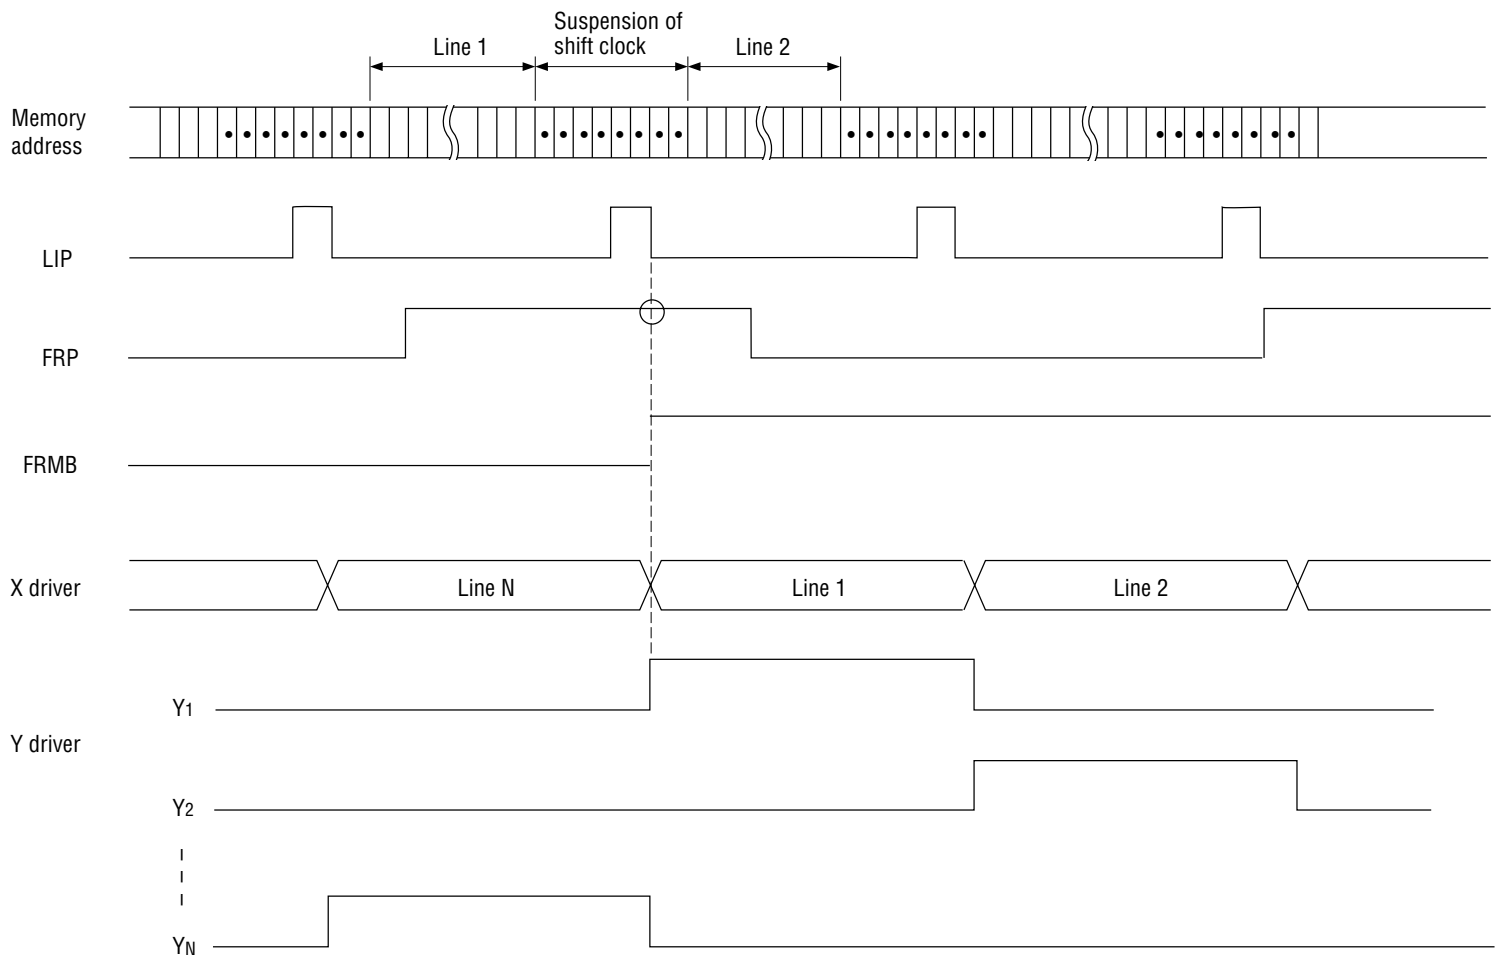 Suspension of
shift clock
Line 1
Line 2
Memory
address
LIP
FRP
FRMB
X driver
Line N
Line 1
Line 2
Y1
Y driver
Y2
YN